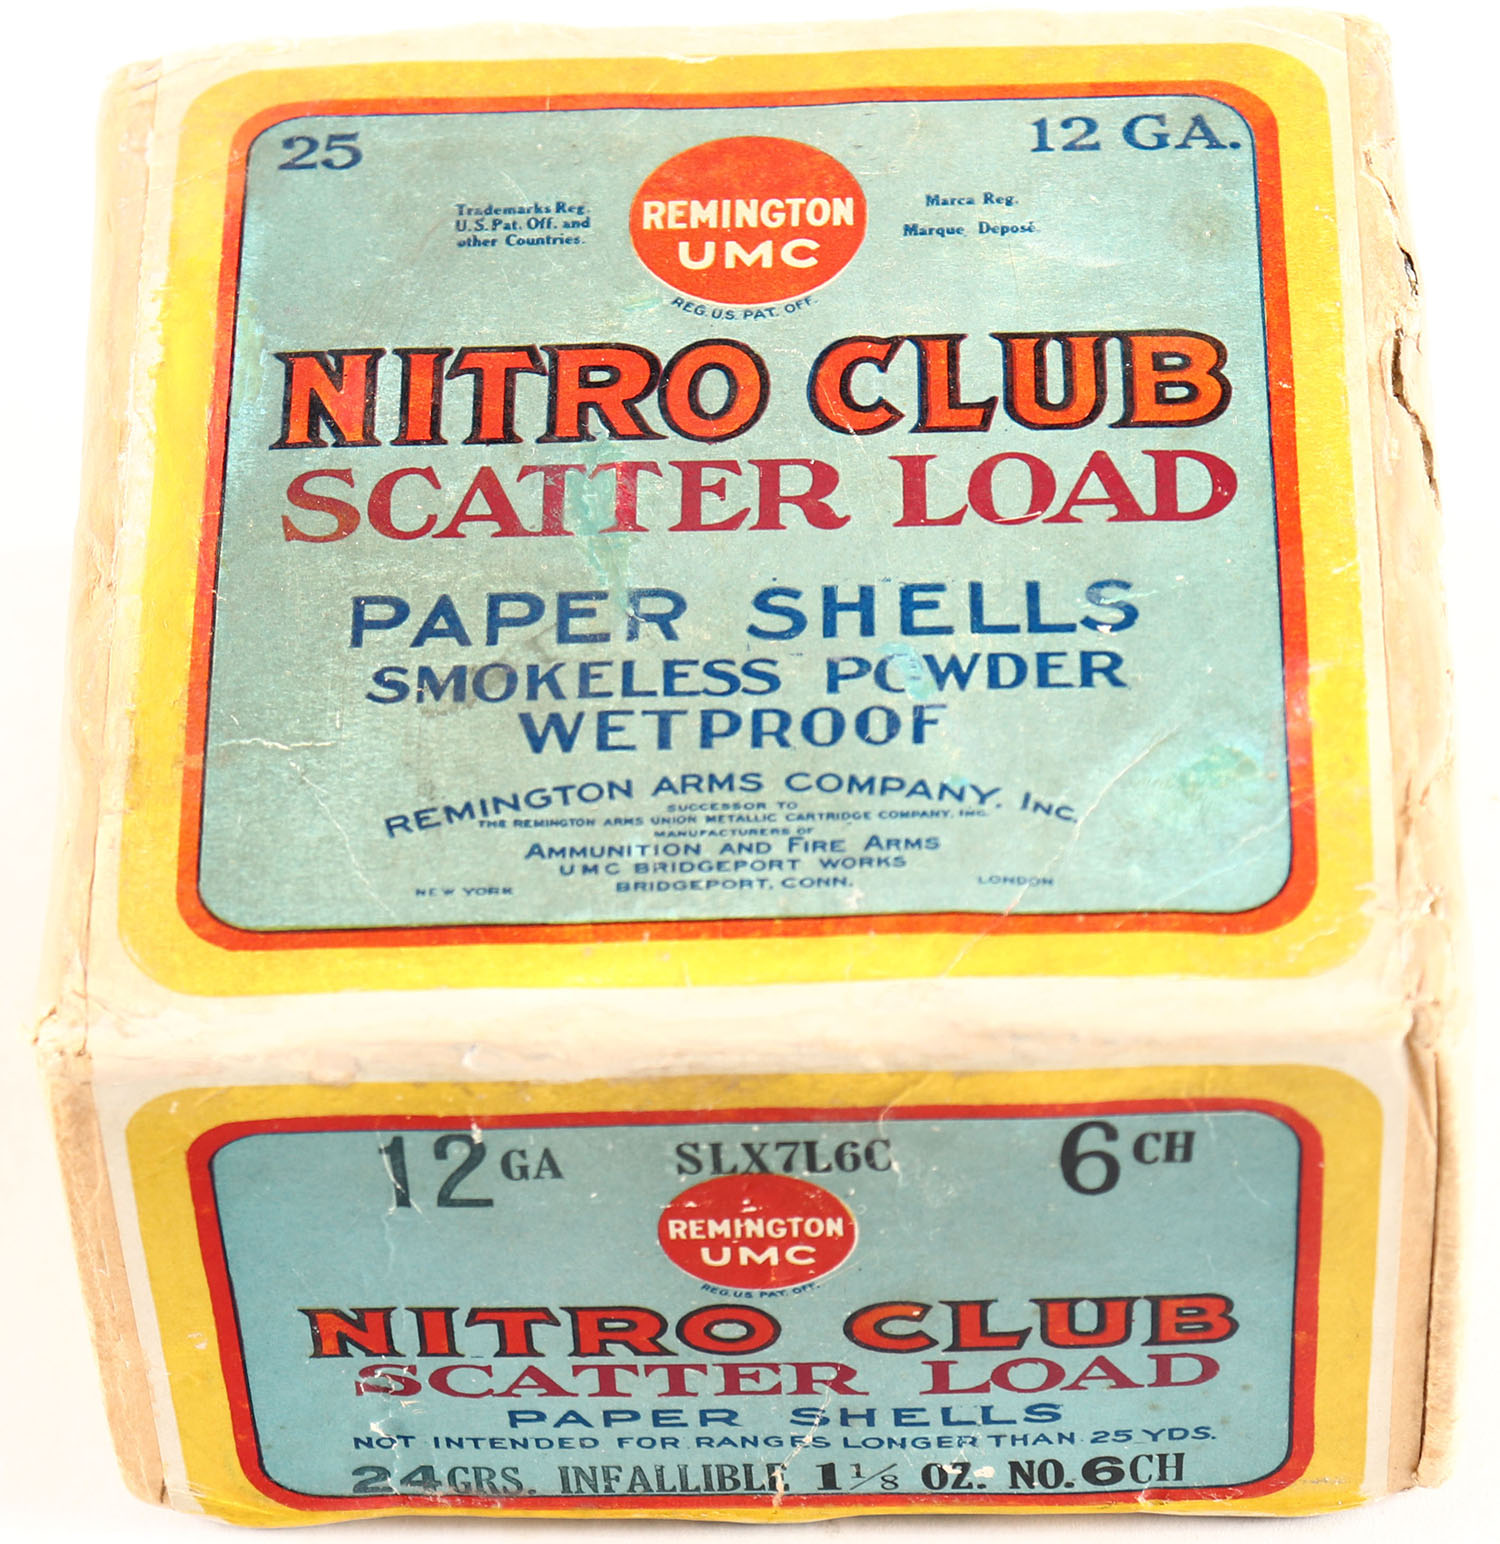 25
12 GA.
Trademarks Reg.
U.S. Pat. Off. and
other Countries.
REMINGTON
UMC
REG. U.S. PAT. OFF.
Marca Reg.
Marque Deposé.
NITRO CLUB
SCATTER LOAD
PAPER SHELLS
SMOKELESS POWDER
WETPROOF
REMINGTON ARMS COMPANY, INC.
SUCCESSOR TO
THE REMINGTON ARMS UNION METALLIC CARTRIDGE COMPANY, INC.
MANUFACTURERS OF
AMMUNITION AND FIRE ARMS
UMC BRIDGEPORT WORKS
NEW YORK BRIDGEPORT, CONN. LONDON
12 GA SLX7L6C 6 CH
REMINGTON
UMC
REG. U.S. PAT. OFF.
NITRO CLUB
SCATTER LOAD
PAPER SHELLS
NOT INTENDED FOR RANGES LONGER THAN 25 YDS.
24 GRS. INFALLIBLE 1 1/8 OZ. NO. 6 CH